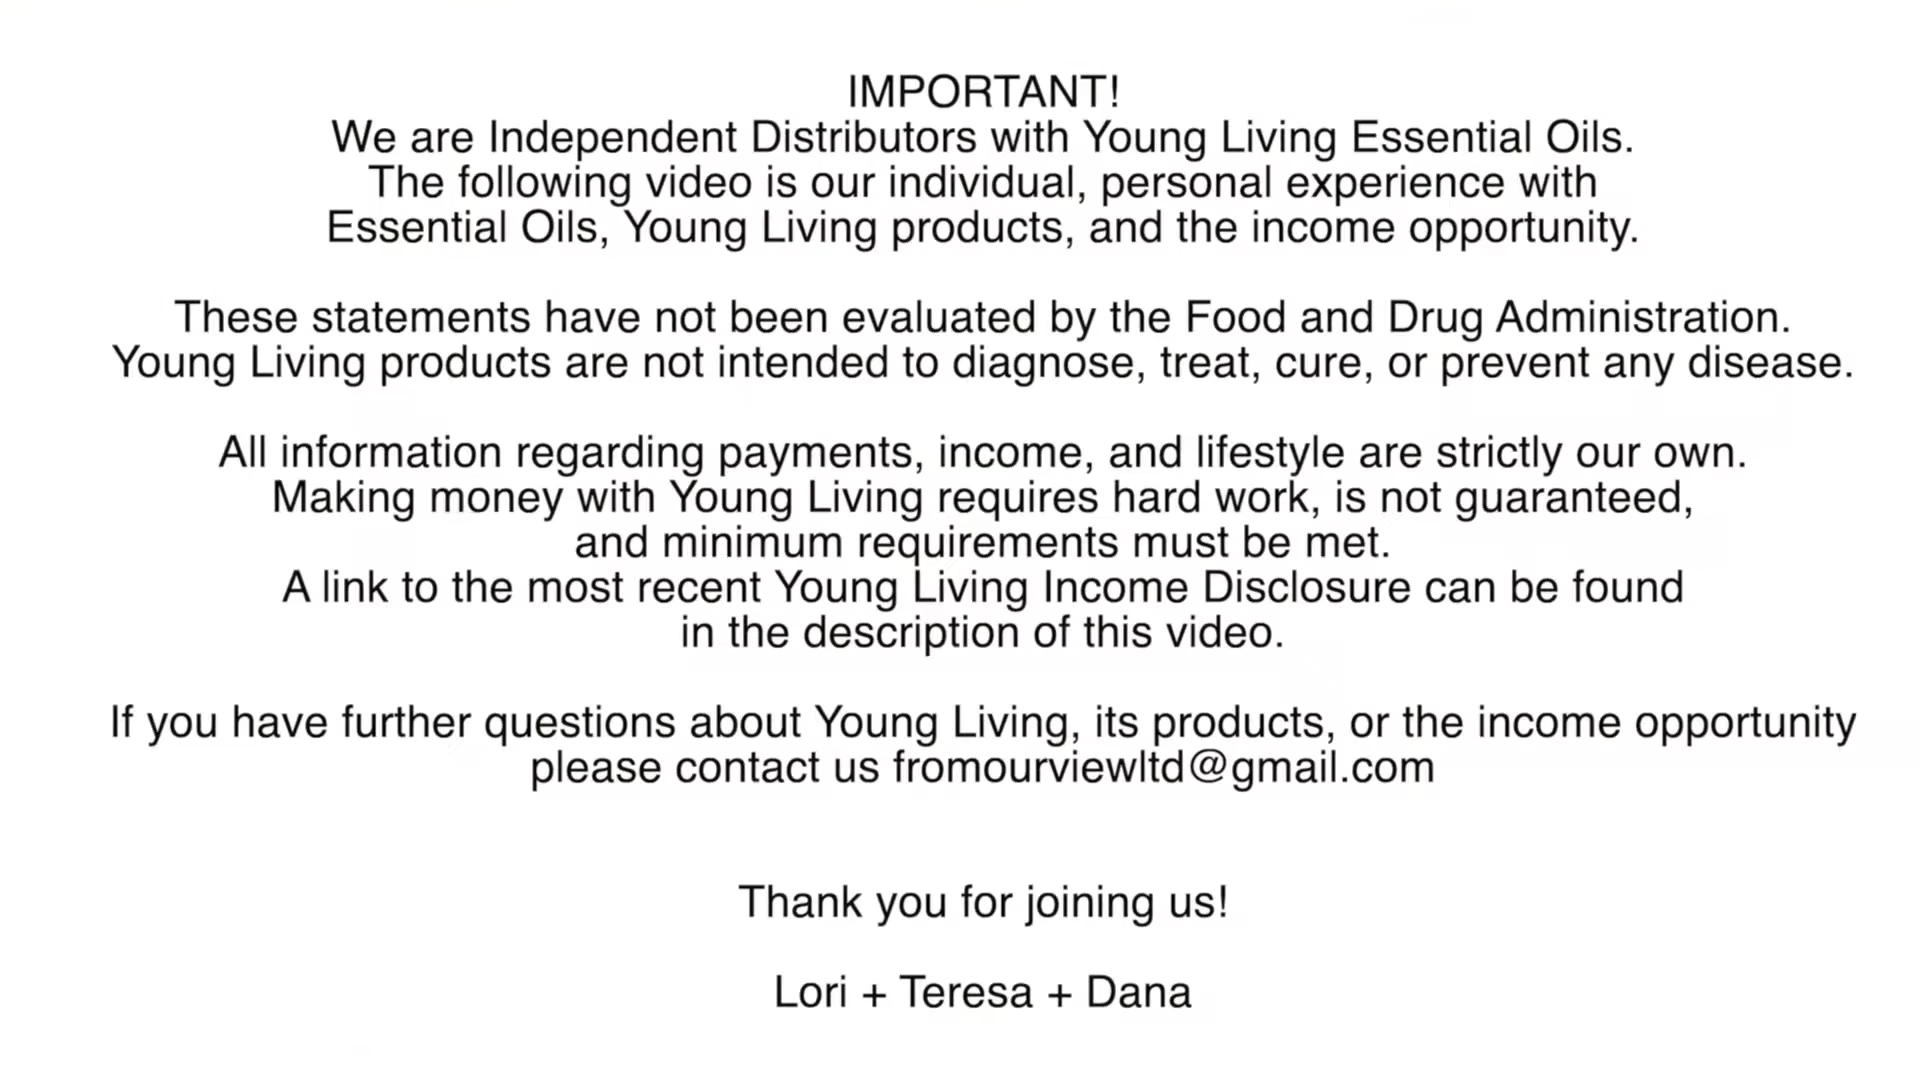 IMPORTANT!
We are Independent Distributors with Young Living Essential Oils.
The following video is our individual, personal experience with
Essential Oils, Young Living products, and the income opportunity.
These statements have not been evaluated by the Food and Drug Administration.
Young Living products are not intended to diagnose, treat, cure, or prevent any disease.
All information regarding payments, income, and lifestyle are strictly our own.
Making money with Young Living requires hard work, is not guaranteed,
and minimum requirements must be met.
A link to the most recent Young Living Income Disclosure can be found
in the description of this video.
If you have further questions about Young Living, its products, or the income opportunity
please contact us fromourviewltd@gmail.com
Thank you for joining us!
Lori + Teresa + Dana